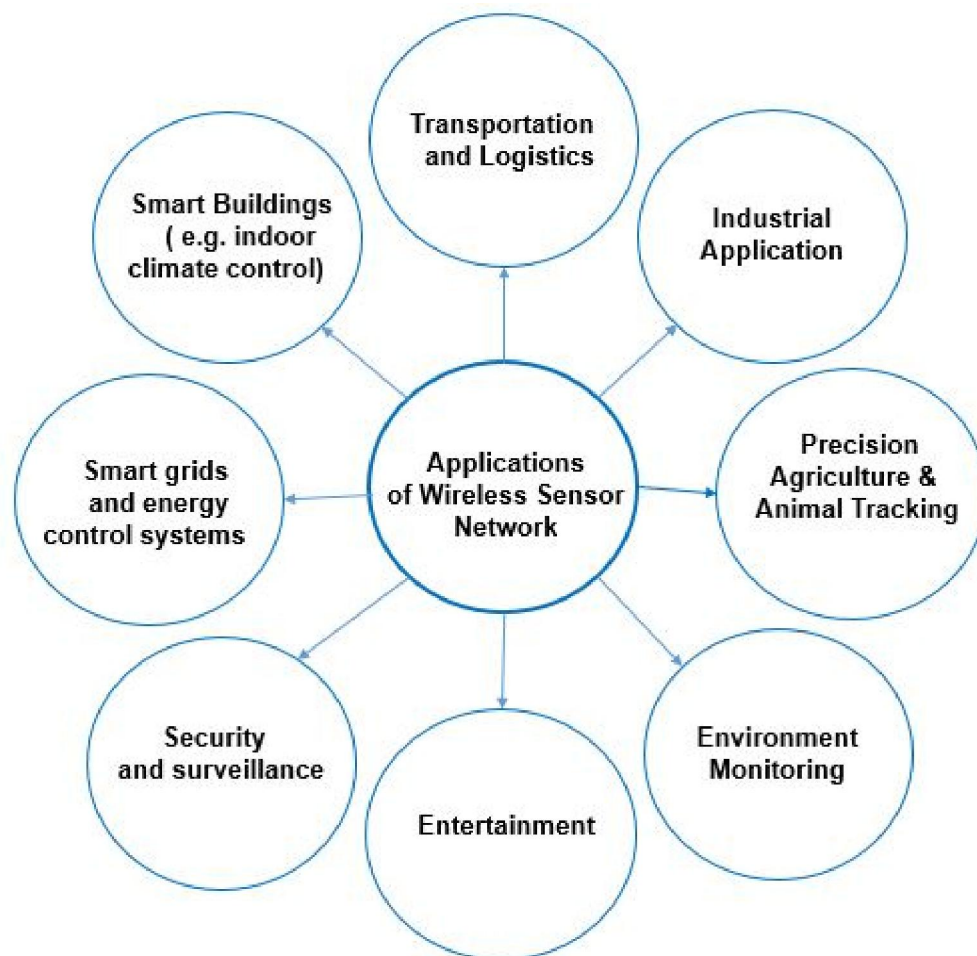 Transportation
and Logistics
Smart Buildings
( e.g. indoor
climate control)
Industrial
Application
Smart grids
and energy
control systems
Applications
of Wireless Sensor
Network
Precision
Agriculture &
Animal Tracking
Security
and surveillance
Entertainment
Environment
Monitoring